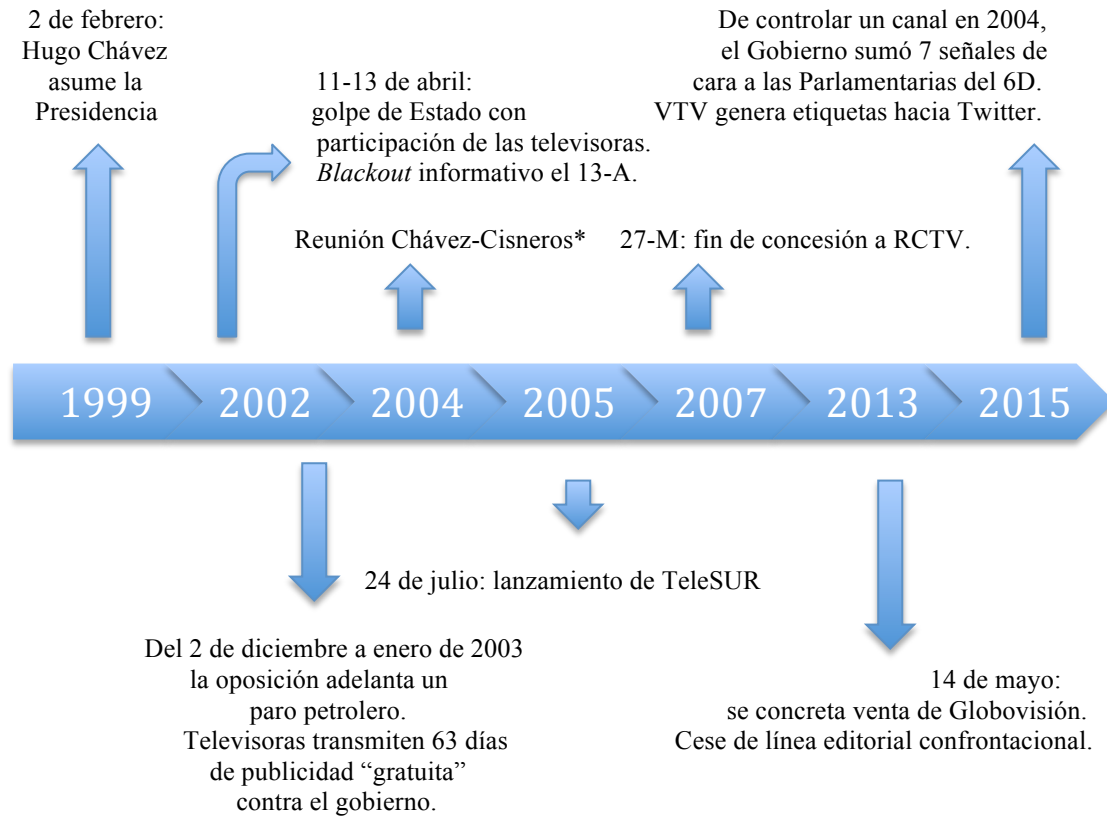 2 de febrero:
Hugo Chávez
asume la
Presidencia
11-13 de abril:
golpe de Estado con
participación de las televisoras.
Blackout informativo el 13-A.
De controlar un canal en 2004,
el Gobierno sumó 7 señales de
cara a las Parlamentarias del 6D.
VTV genera etiquetas hacia Twitter.
Reunión Chávez-Cisneros*
27-M: fin de concesión a RCTV.
1999 2002 2004 2005 2007 2013 2015
24 de julio: lanzamiento de TeleSUR
Del 2 de diciembre a enero de 2003
la oposición adelanta un
paro petrolero.
Televisoras transmiten 63 días
de publicidad “gratuita”
contra el gobierno.
14 de mayo:
se concreta venta de Globovisión.
Cese de línea editorial confrontacional.